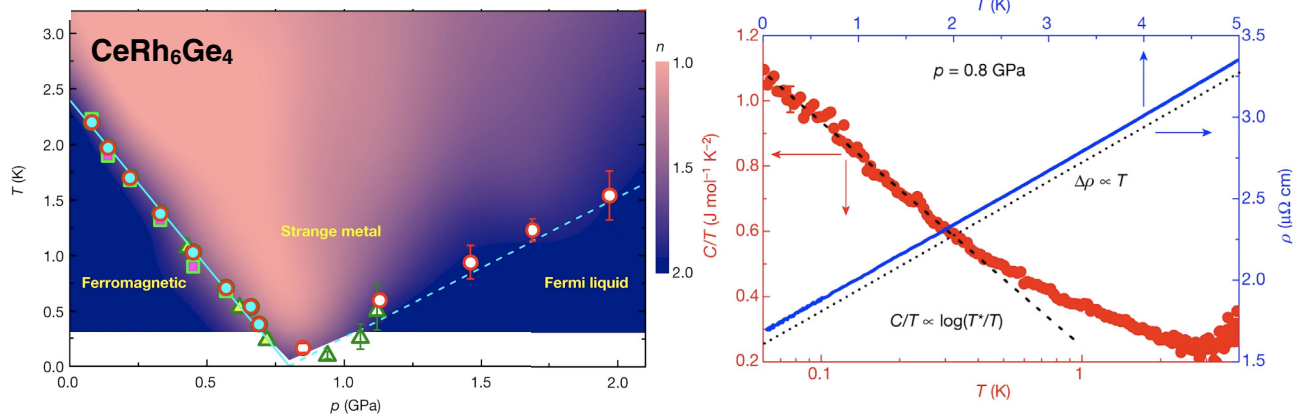 CeRh₆Ge₄
3.0
2.5
2.0
1.5
1.0
0.5
0.0
T (K)
Strange metal
Ferromagnetic
Fermi liquid
0.0
0.5
1.0
1.5
2.0
p (GPa)
n
1.0
1.5
2.0
T (K)
0
1
2
3
4
5
1.2
1.0
0.8
0.6
0.4
0.2
C/T (J mol⁻¹ K⁻²)
p = 0.8 GPa
Δρ ∝ T
C/T ∝ log(T*/T)
3.5
3.0
2.5
2.0
1.5
ρ (μΩ cm)
0.1
1
T (K)